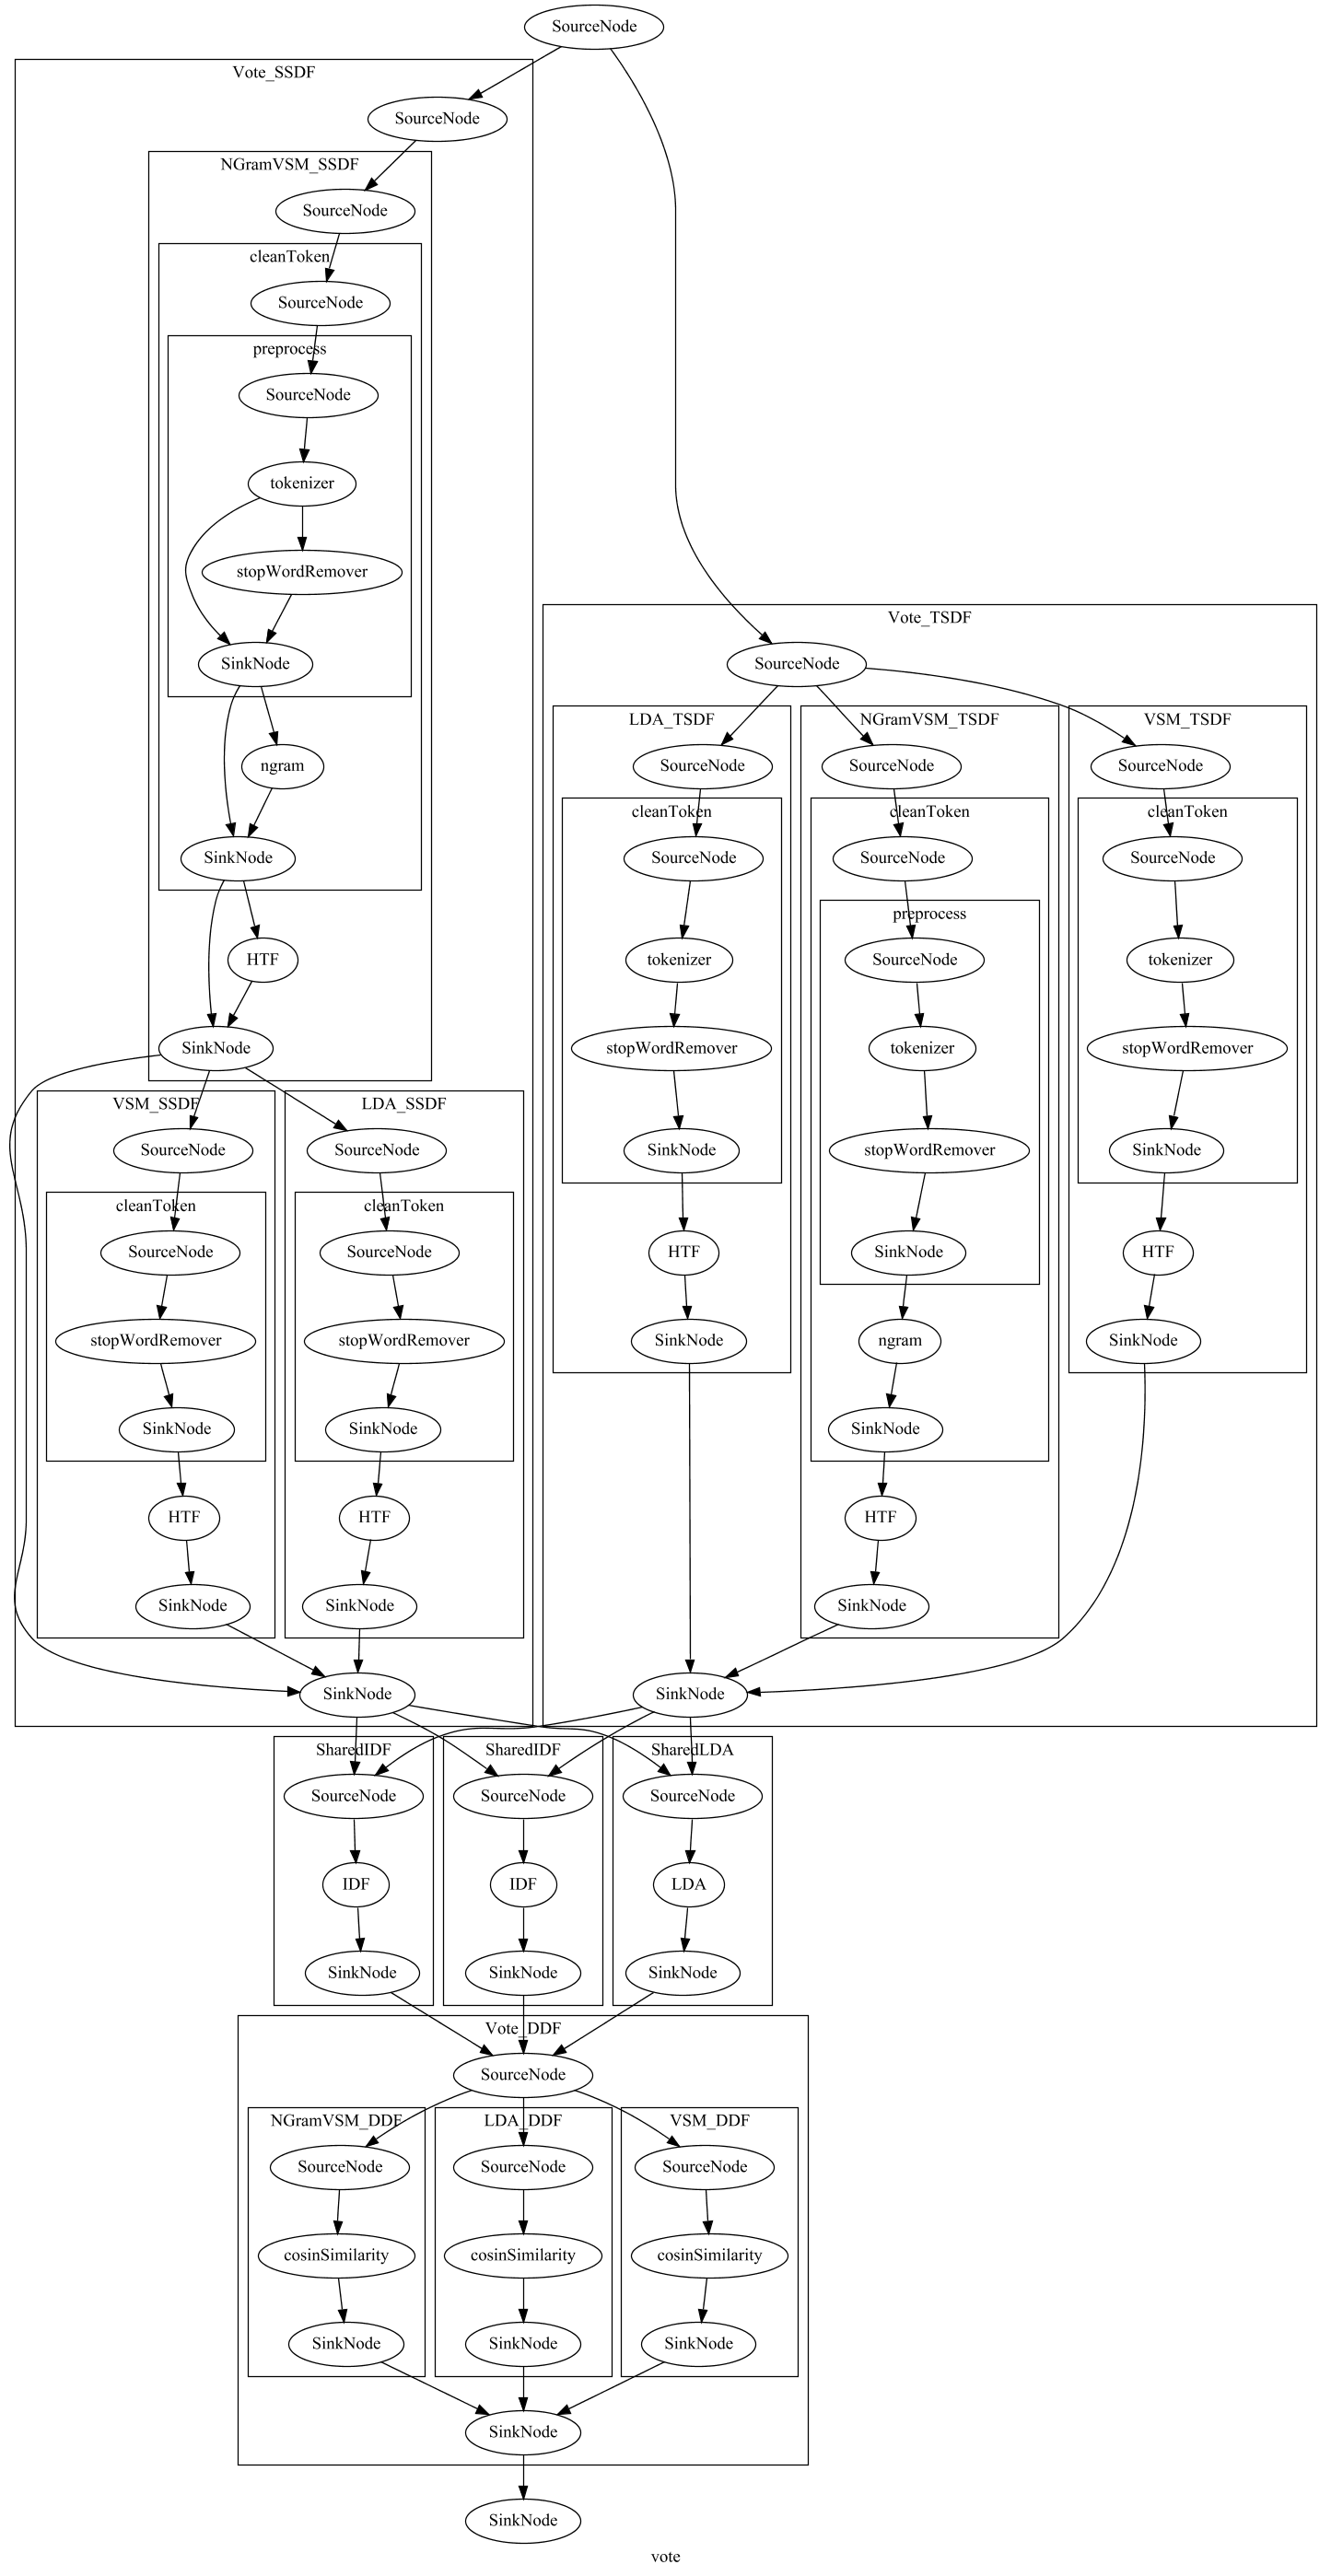 SourceNode
Vote_SSDF
SourceNode
NGramVSM_SSDF
SourceNode
cleanToken
SourceNode
preprocess
SourceNode
tokenizer
stopWordRemover
SinkNode
ngram
SinkNode
HTF
SinkNode
VSM_SSDF
SourceNode
cleanToken
SourceNode
stopWordRemover
SinkNode
HTF
SinkNode
LDA_SSDF
SourceNode
cleanToken
SourceNode
stopWordRemover
SinkNode
HTF
SinkNode
SinkNode
Vote_TSDF
SourceNode
LDA_TSDF
SourceNode
cleanToken
SourceNode
tokenizer
stopWordRemover
SinkNode
HTF
SinkNode
NGramVSM_TSDF
SourceNode
cleanToken
SourceNode
preprocess
SourceNode
tokenizer
stopWordRemover
SinkNode
ngram
SinkNode
HTF
SinkNode
VSM_TSDF
SourceNode
cleanToken
SourceNode
tokenizer
stopWordRemover
SinkNode
HTF
SinkNode
SinkNode
SharedIDF
SourceNode
IDF
SinkNode
SharedIDF
SourceNode
IDF
SinkNode
SharedLDA
SourceNode
LDA
SinkNode
Vote_DDF
SourceNode
NGramVSM_DDF
SourceNode
cosinSimilarity
SinkNode
LDA_DDF
SourceNode
cosinSimilarity
SinkNode
VSM_DDF
SourceNode
cosinSimilarity
SinkNode
SinkNode
SinkNode
vote